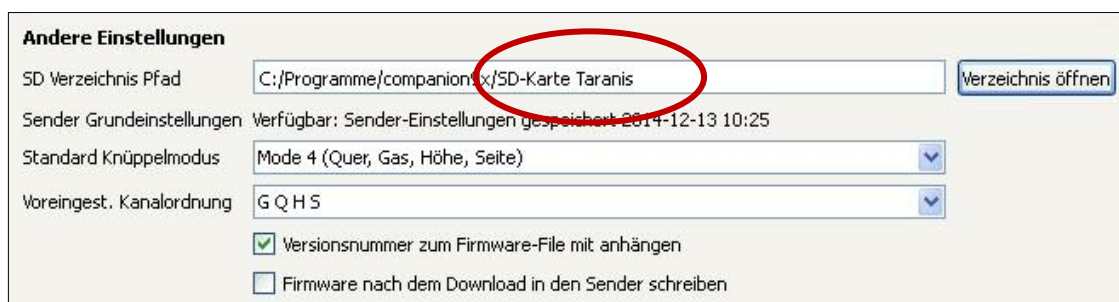 Andere Einstellungen
SD Verzeichnis Pfad C:/Programme/companion9x/SD-Karte Taranis Verzeichnis öffnen
Sender Grundeinstellungen Verfügbar: Sender-Einstellungen gespeichert 2014-12-13 10:25
Standard Knüppelmodus Mode 4 (Quer, Gas, Höhe, Seite)
Voreingest. Kanalordnung G Q H S
Versionsnummer zum Firmware-File mit anhängen
Firmware nach dem Download in den Sender schreiben